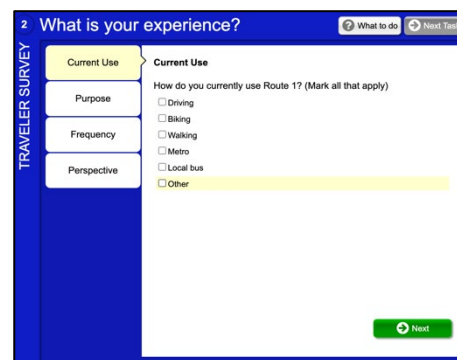 2 What is your experience?
What to do
Next Task
TRAVELER SURVEY
Current Use
Purpose
Frequency
Perspective
Current Use
How do you currently use Route 1? (Mark all that apply)
Driving
Biking
Walking
Metro
Local bus
Other
Next